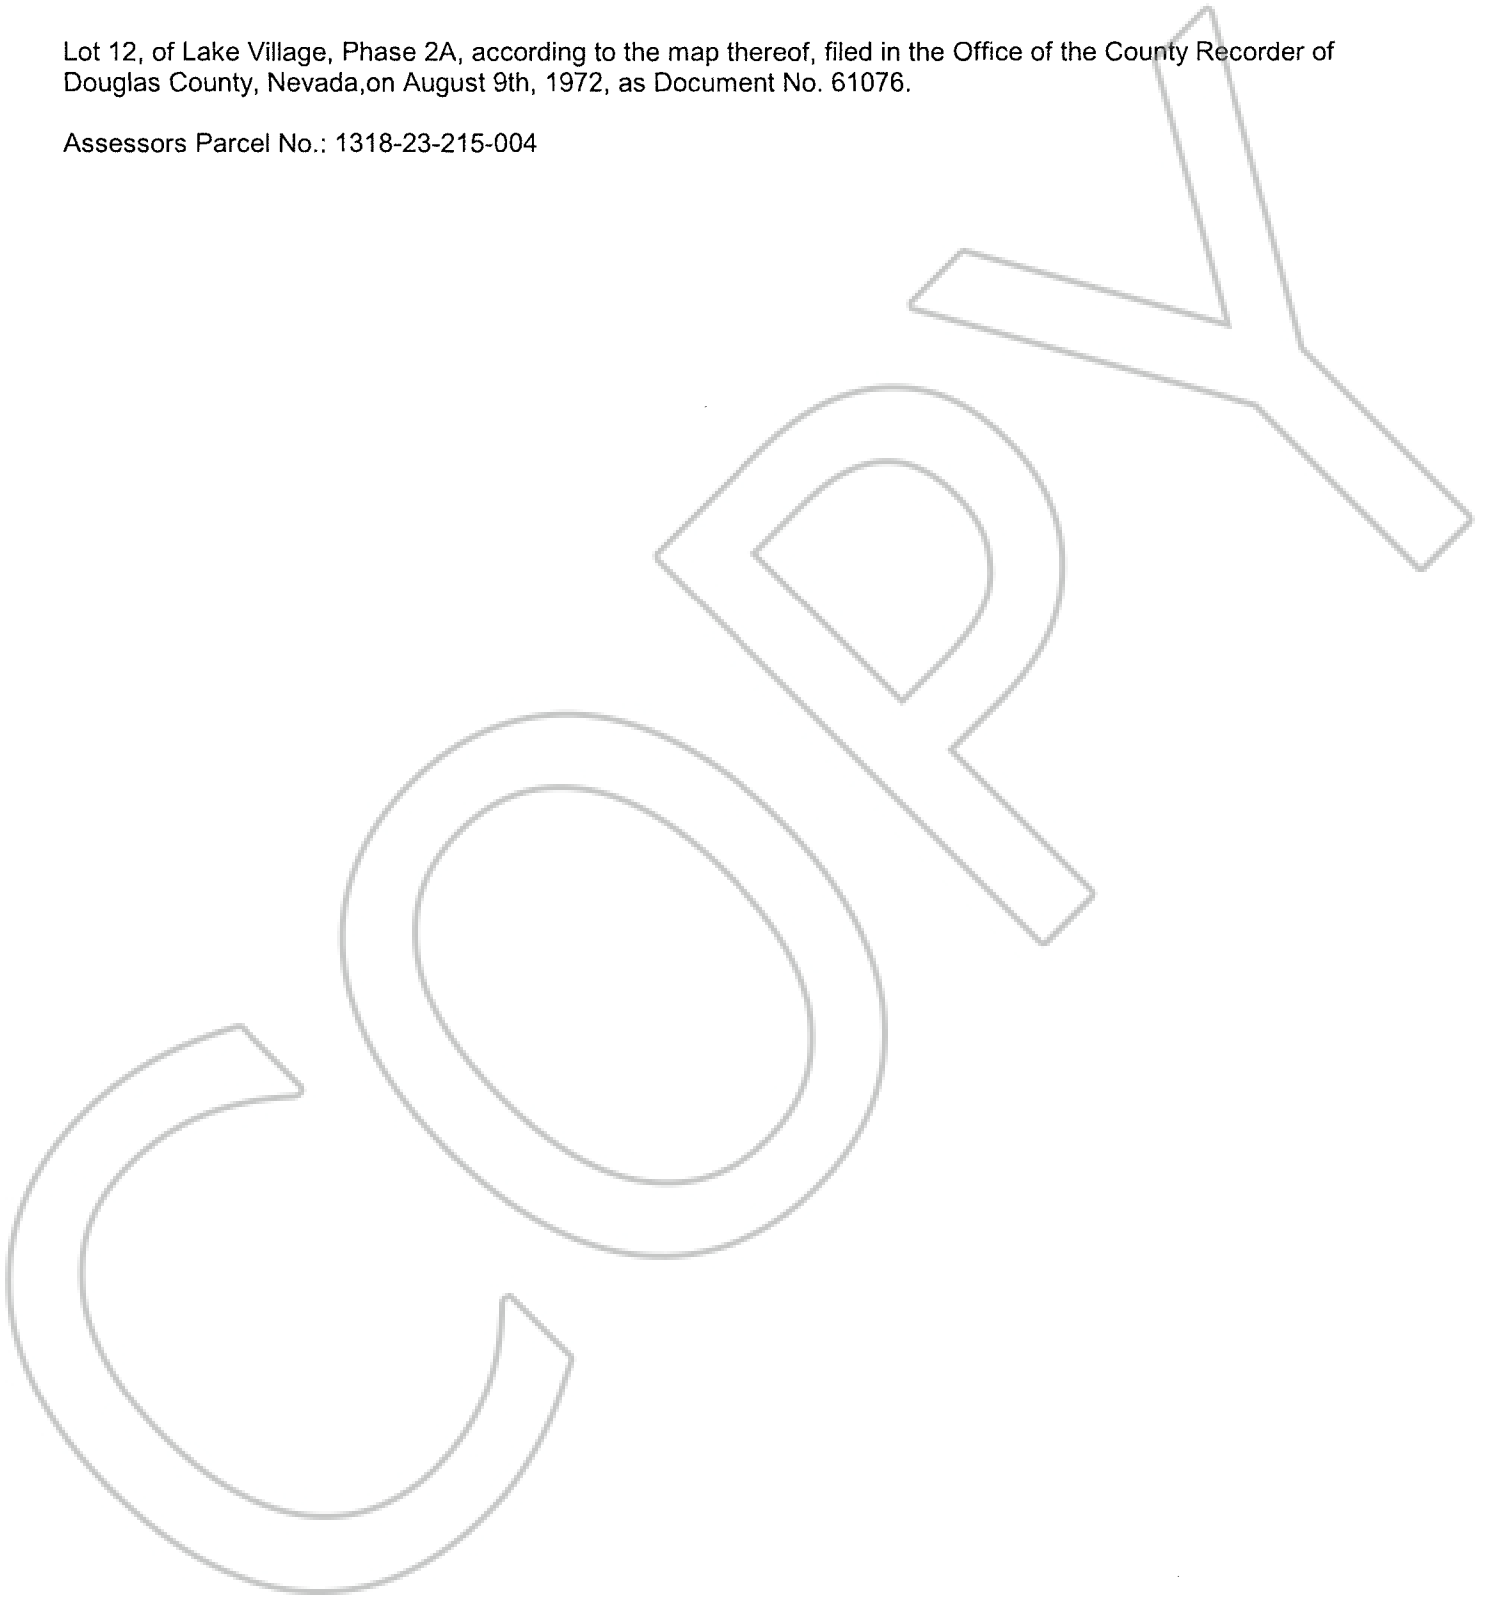 Lot 12, of Lake Village, Phase 2A, according to the map thereof, filed in the Office of the County Recorder of
Douglas County, Nevada,on August 9th, 1972, as Document No. 61076.
Assessors Parcel No.: 1318-23-215-004
COPY